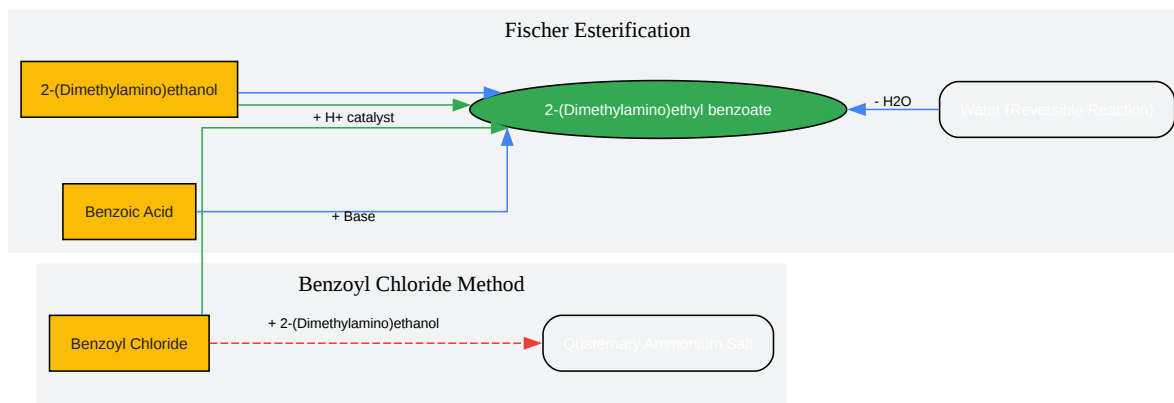 Fischer Esterification
2-(Dimethylamino)ethanol
2-(Dimethylamino)ethyl benzoate
- H2O
Water (Reversible Reaction)
+ H+ catalyst
Benzoic Acid
+ Base
Benzoyl Chloride Method
Benzoyl Chloride
+ 2-(Dimethylamino)ethanol
Quaternary Ammonium Salt